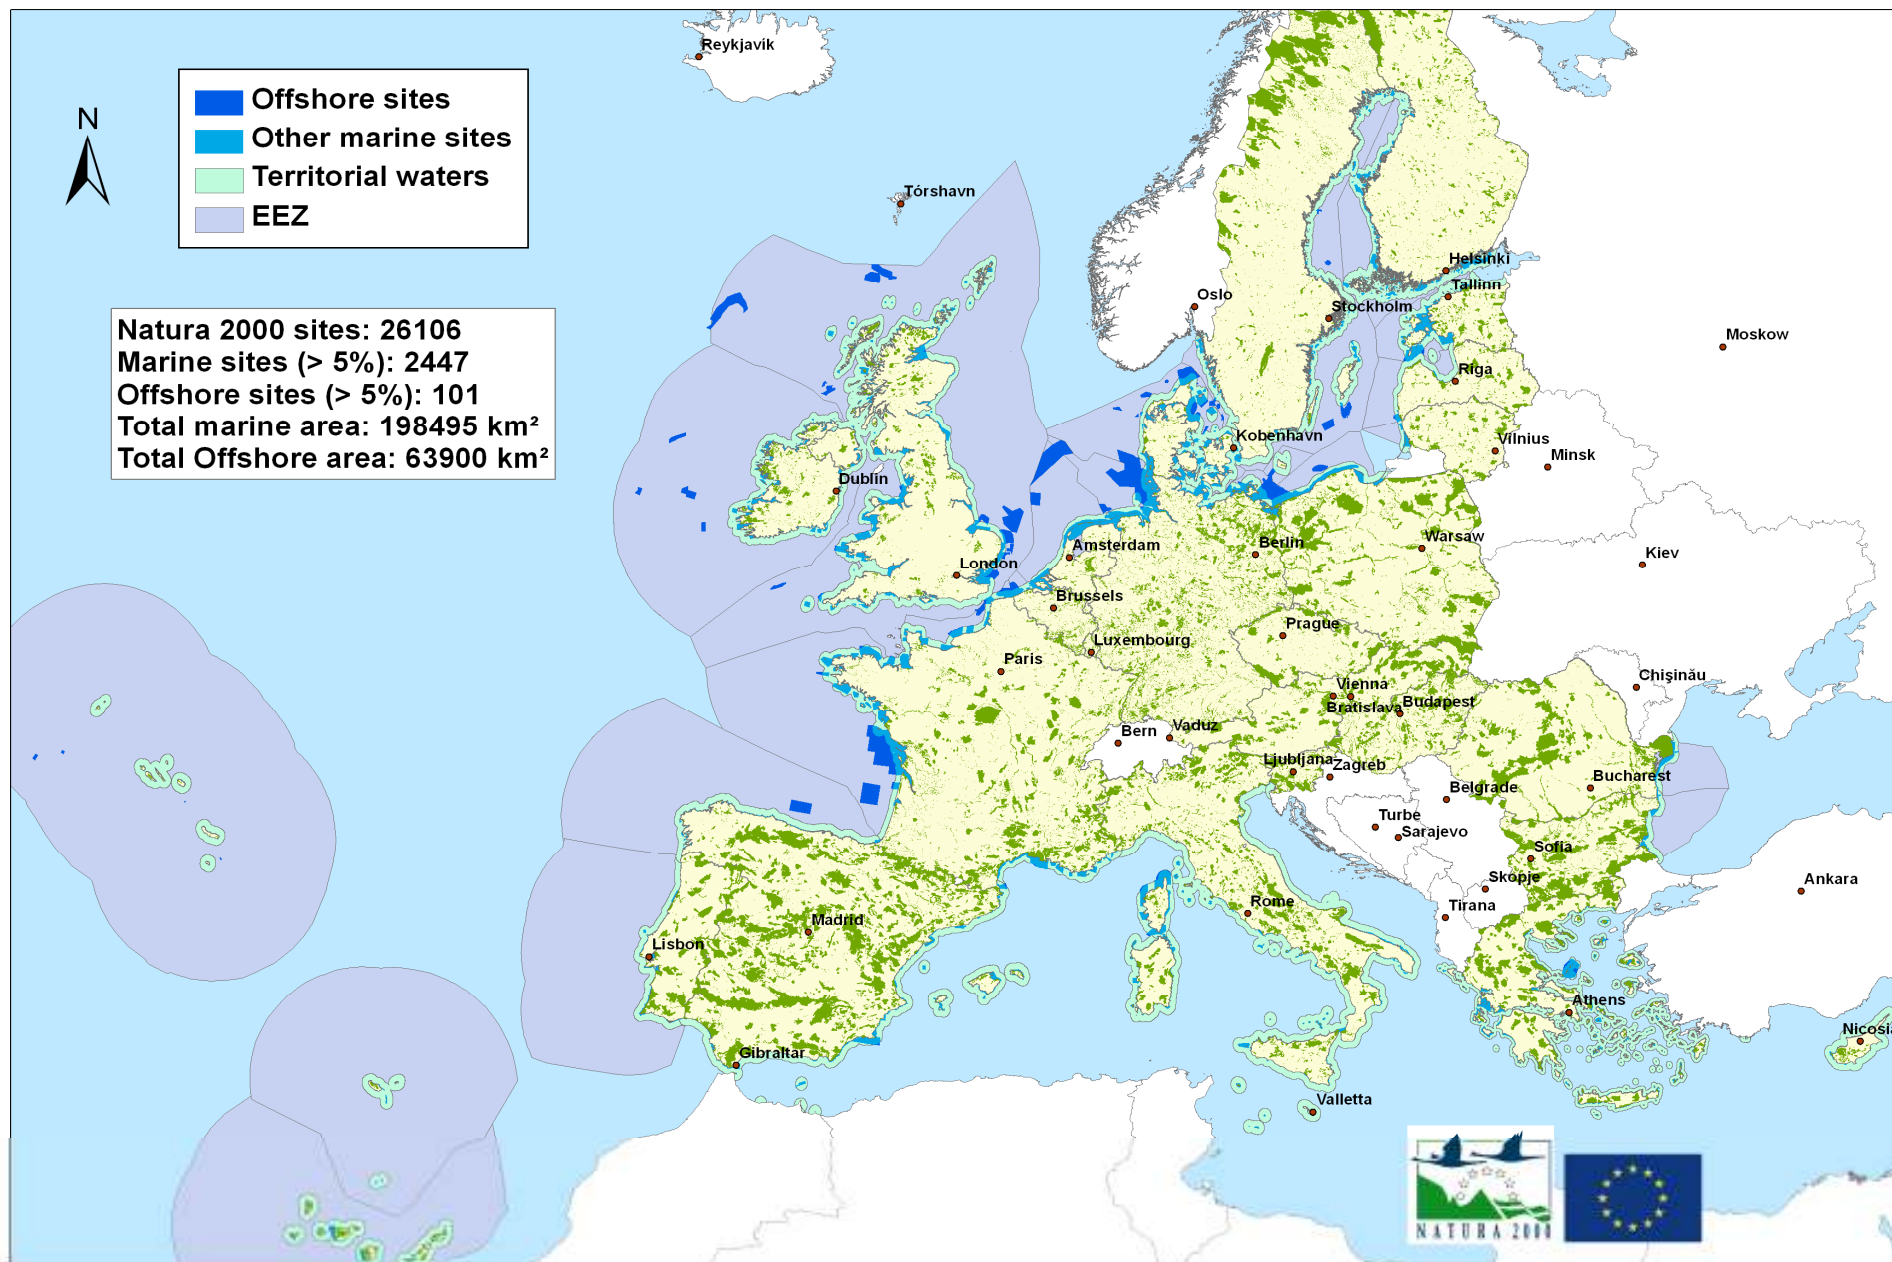 Reykjavík
Offshore sites
Other marine sites
Territorial waters
EEZ
N
Tórshavn
Helsinki
Tallinn
Oslo
Stockholm
Natura 2000 sites: 26106
Marine sites (> 5%): 2447
Offshore sites (> 5%): 101
Total marine area: 198495 km²
Total Offshore area: 63900 km²
Moskow
Riga
Kobenhavn
Vilnius
Minsk
Dublin
Warsaw
Berlin
Amsterdam
Kiev
London
Brussels
Prague
Luxembourg
Paris
Chişinău
Vienna
Bratislava
Budapest
Vaduz
Bern
Ljubljana
Zagreb
Bucharest
Belgrade
Turbe
Sarajevo
Sofia
Skopje
Ankara
Rome
Tirana
Madrid
Lisbon
Athens
Nicosia
Gibraltar
Valletta
NATURA 2000